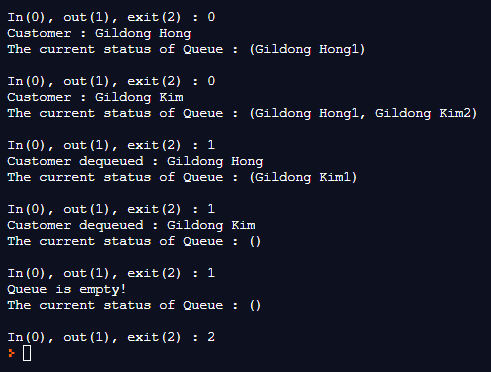 In(0), out(1), exit(2) : 0
Customer : Gildong Hong
The current status of Queue : (Gildong Hong1)
In(0), out(1), exit(2) : 0
Customer : Gildong Kim
The current status of Queue : (Gildong Hong1, Gildong Kim2)
In(0), out(1), exit(2) : 1
Customer dequeued : Gildong Hong
The current status of Queue : (Gildong Kim1)
In(0), out(1), exit(2) : 1
Customer dequeued : Gildong Kim
The current status of Queue : ()
In(0), out(1), exit(2) : 1
Queue is empty!
The current status of Queue : ()
In(0), out(1), exit(2) : 2